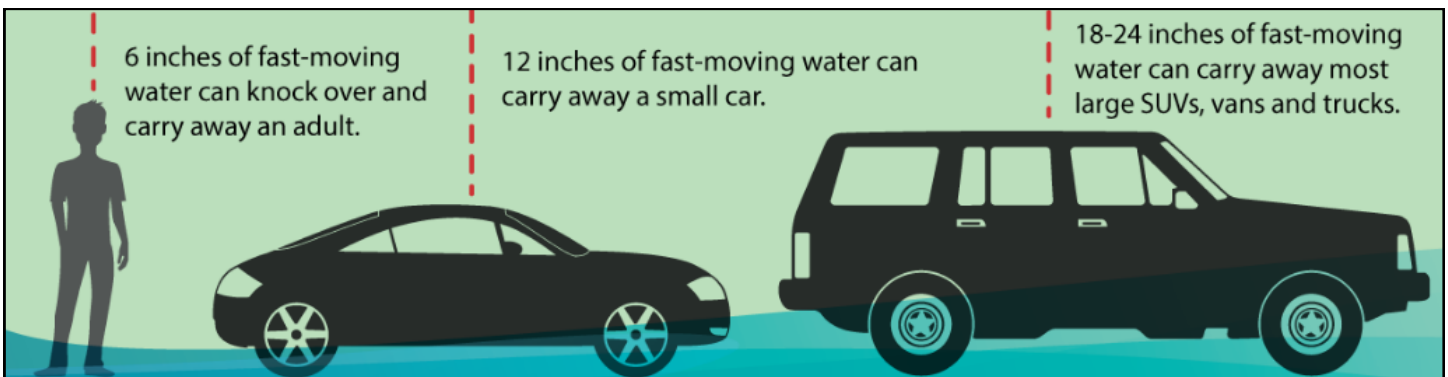 6 inches of fast-moving
water can knock over and
carry away an adult.
12 inches of fast-moving water can
carry away a small car.
18-24 inches of fast-moving
water can carry away most
large SUVs, vans and trucks.